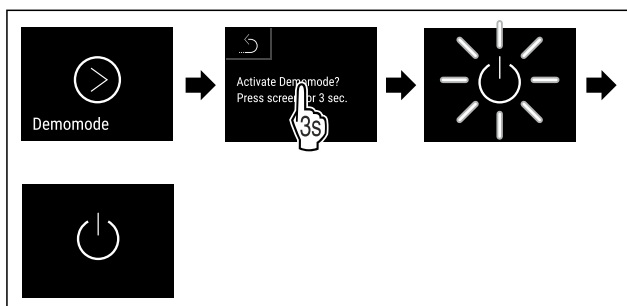 Demomode
Activate Demomode?
Press screen for 3 sec.
3s